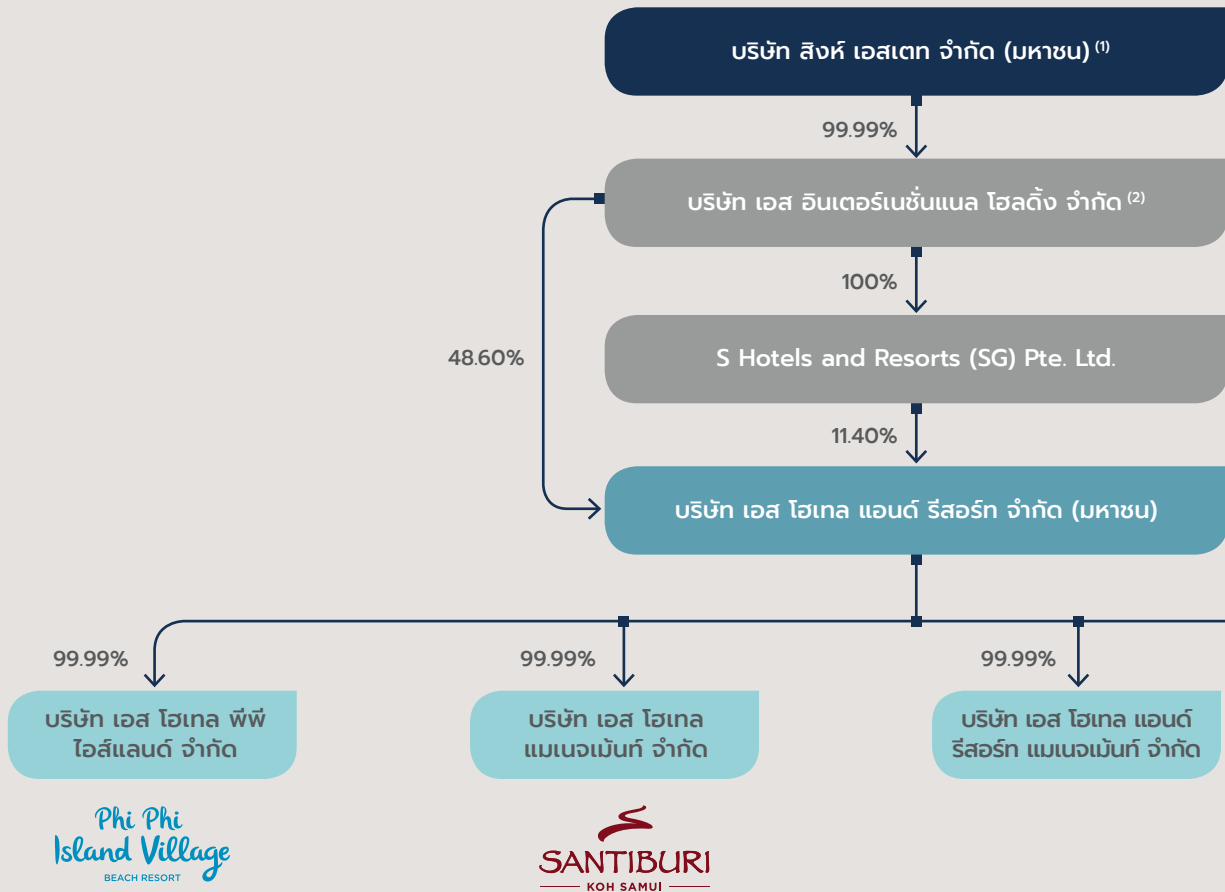 บริษัท สิงห์ เอสเตท จำกัด (มหาชน) (1)
99.99%
บริษัท เอส อินเตอร์เนชั่นแนล โฮลดิ้ง จำกัด (2)
100%
48.60%
S Hotels and Resorts (SG) Pte. Ltd.
11.40%
บริษัท เอส โฮเทล แอนด์ รีสอร์ท จำกัด (มหาชน)
99.99%
99.99%
99.99%
บริษัท เอส โฮเทล พีพี
ไอส์แลนด์ จำกัด
บริษัท เอส โฮเทล
แมเนจเม้นท์ จำกัด
บริษัท เอส โฮเทล แอนด์
รีสอร์ท แมเนจเม้นท์ จำกัด
Phi Phi
Island Village
BEACH RESORT
SANTIBURI
KOH SAMUI